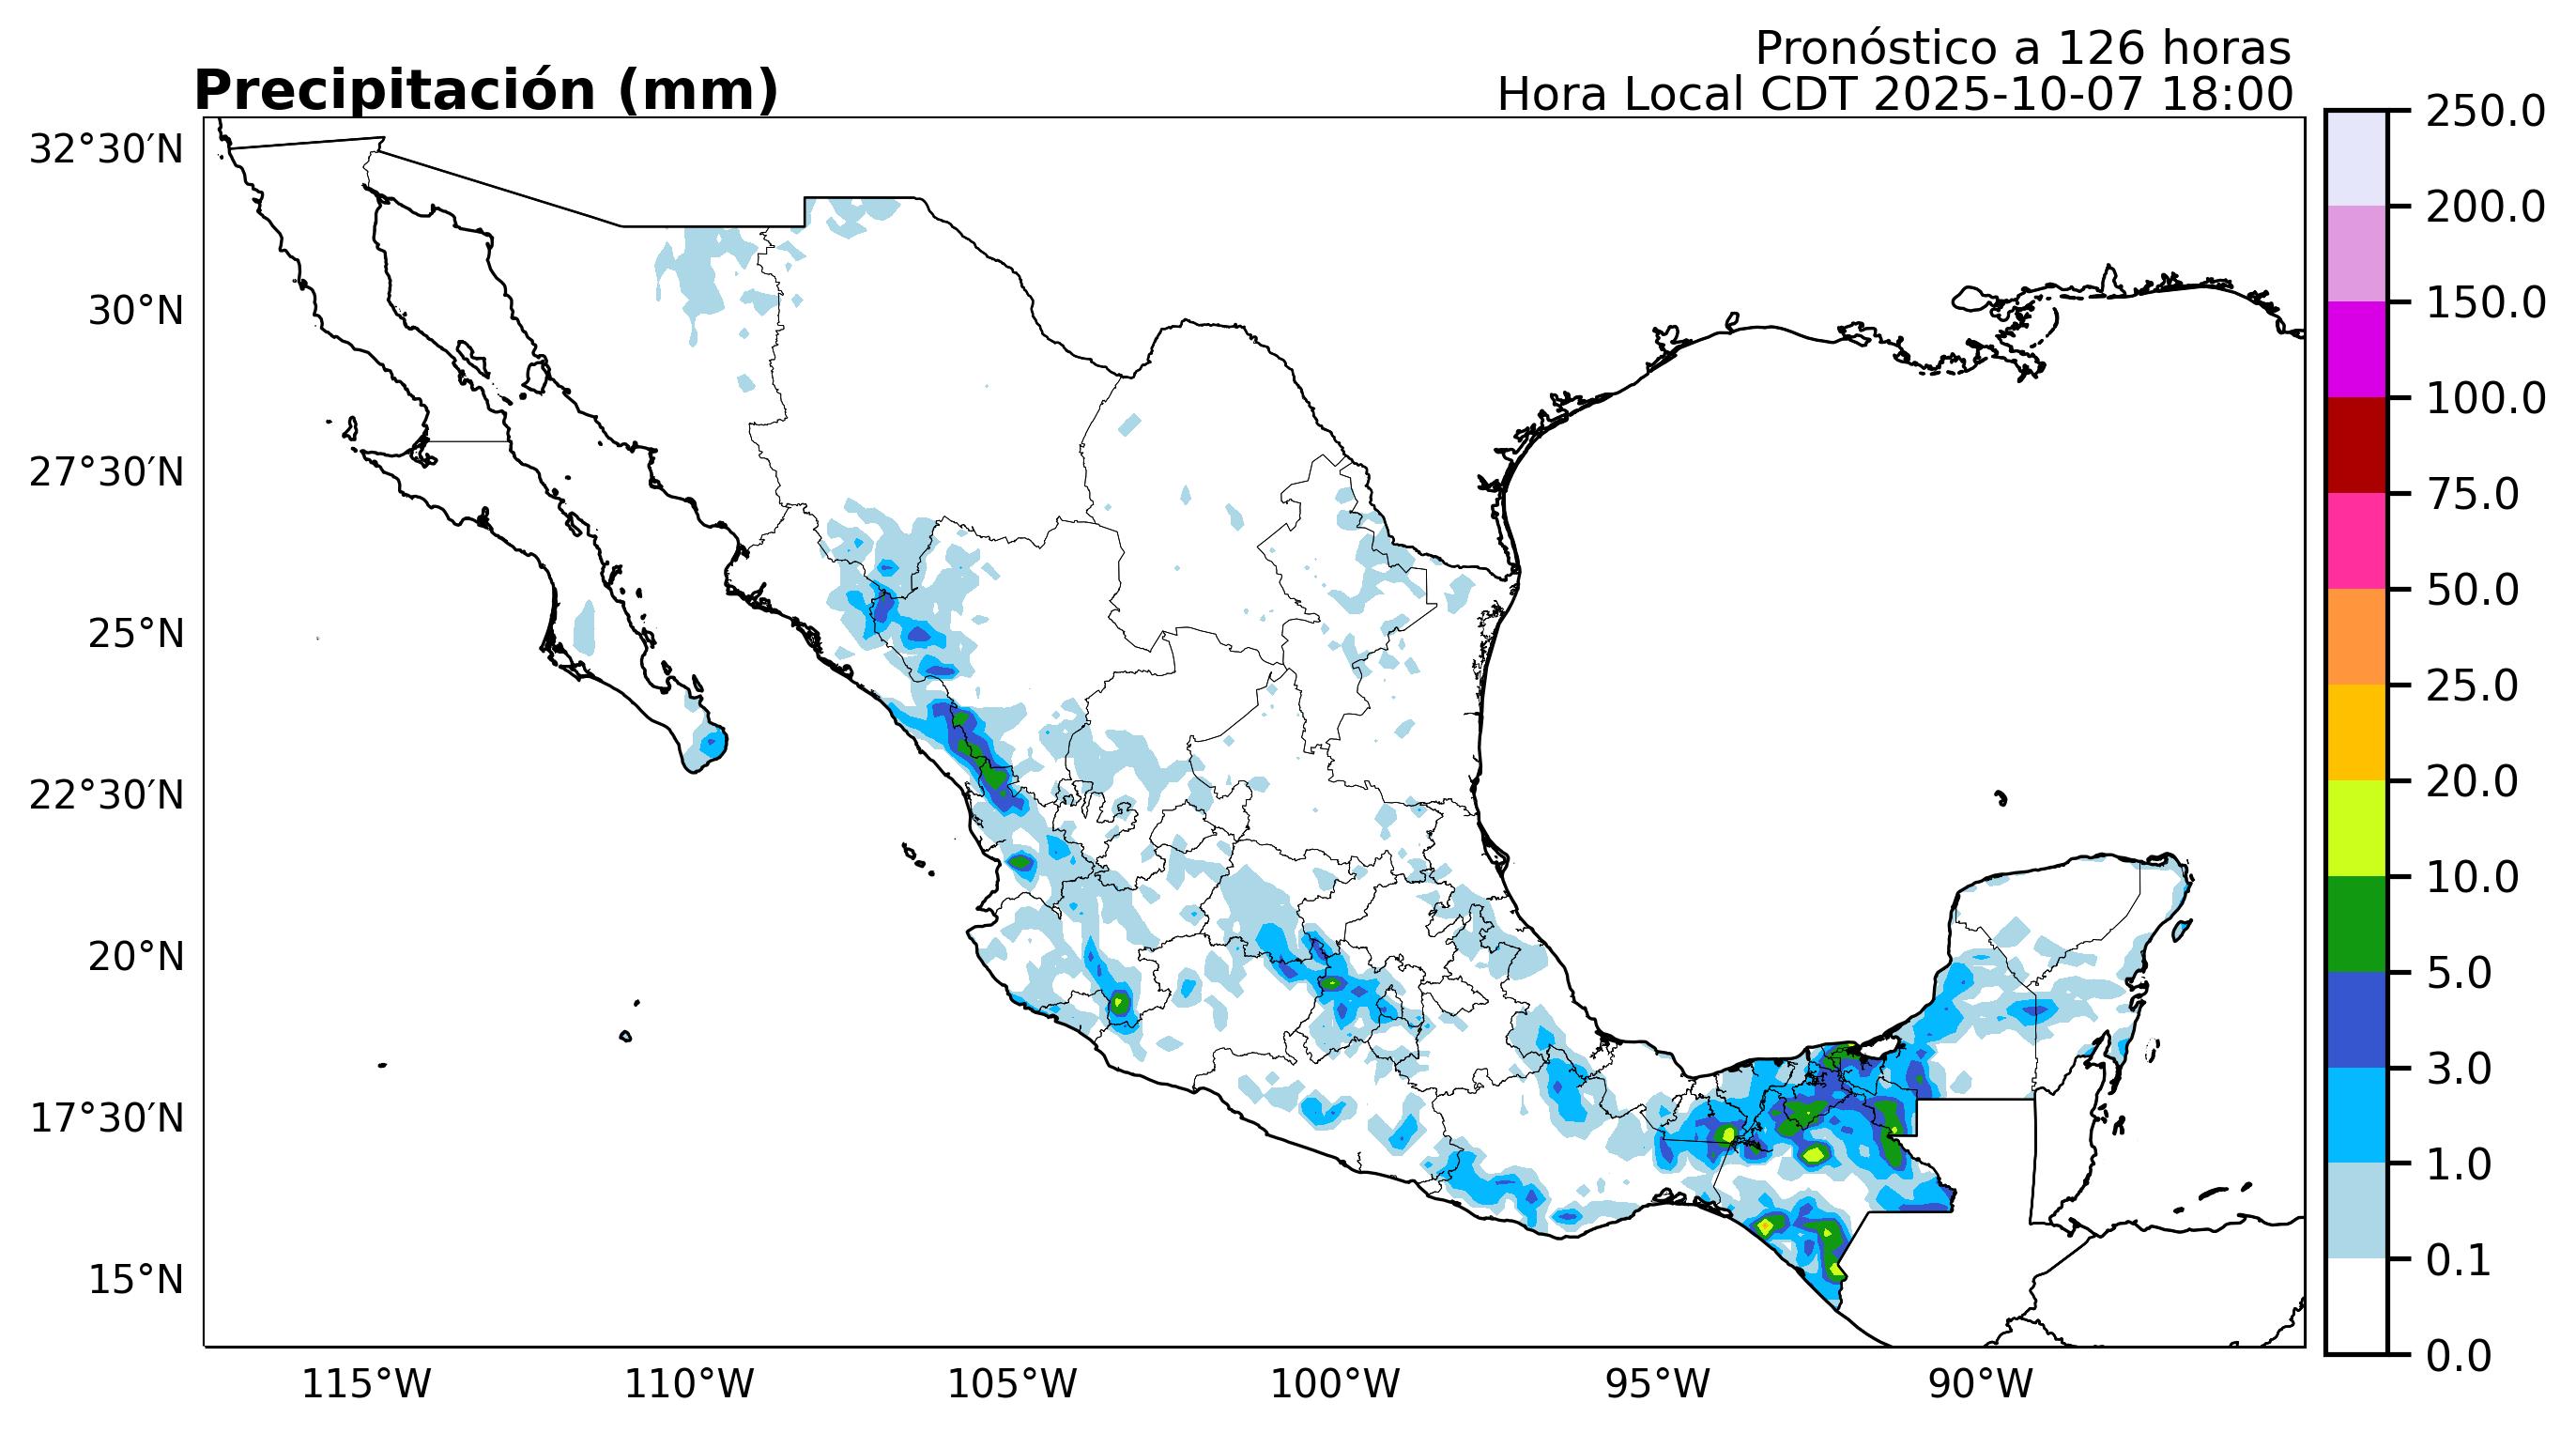 Pronóstico a 126 horas
Precipitación (mm)
Hora Local CDT 2025-10-07 18:00
32°30′N
30°N
27°30′N
25°N
22°30′N
20°N
17°30′N
15°N
115°W
110°W
105°W
100°W
95°W
90°W
250.0
200.0
150.0
100.0
75.0
50.0
25.0
20.0
10.0
5.0
3.0
1.0
0.1
0.0